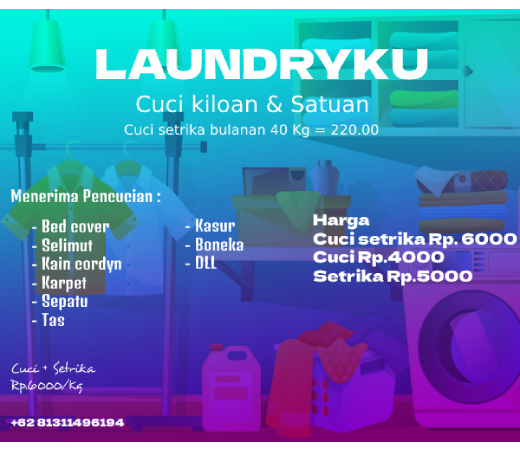 LAUNDRYKU
Cuci kiloan & Satuan
Cuci setrika bulanan 40 Kg = 220.00
Menerima Pencucian :
- Bed cover
- Selimut
- Kain cordyn
- Karpet
- Sepatu
- Tas
- Kasur
- Boneka
- DLL
Harga
Cuci setrika Rp. 6000
Cuci Rp.4000
Setrika Rp.5000
Cuci + Setrika
Rp.6000/Kg
+62 81311496194